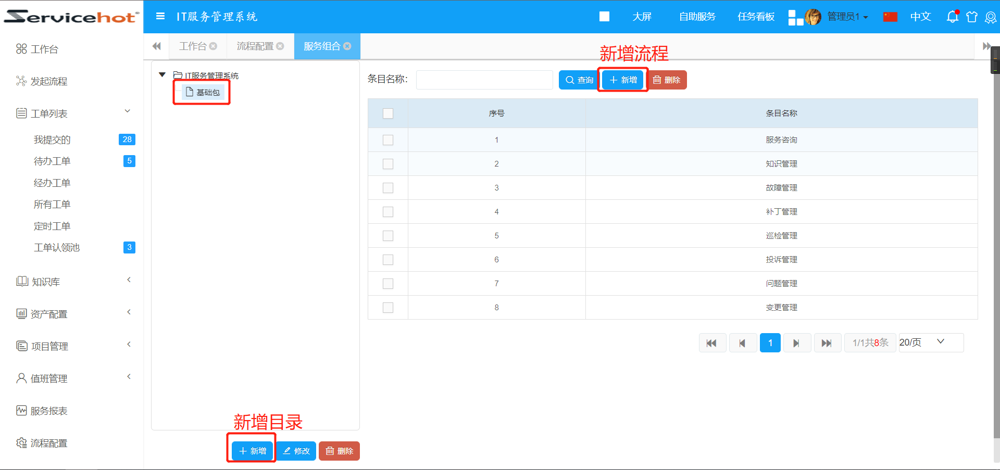 Servicehot
IT服务管理系统
大屏
自助服务
任务看板
管理员1
中文
工作台
流程配置
服务组合
工作台
发起流程
工单列表
我提交的 28
待办工单 5
经办工单
所有工单
定时工单
工单认领池 3
知识库
资产配置
项目管理
值班管理
服务报表
流程配置
IT服务管理系统
基础包
新增目录
新增 修改 删除
新增流程
条目名称: 查询 新增 删除
序号 条目名称
1 服务咨询
2 知识管理
3 故障管理
4 补丁管理
5 巡检管理
6 投诉管理
7 问题管理
8 变更管理
1 1/1共8条 20/页